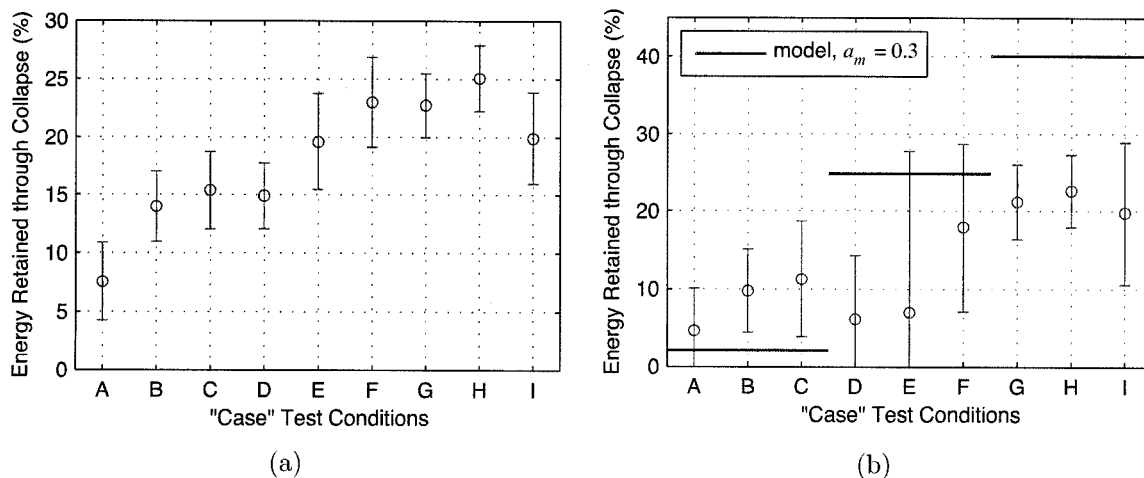 Energy Retained through Collapse (%)
30
25
20
15
10
5
0
A B C D E F G H I
"Case" Test Conditions
(a)
Energy Retained through Collapse (%)
model, a_m = 0.3
40
30
20
10
0
A B C D E F G H I
"Case" Test Conditions
(b)